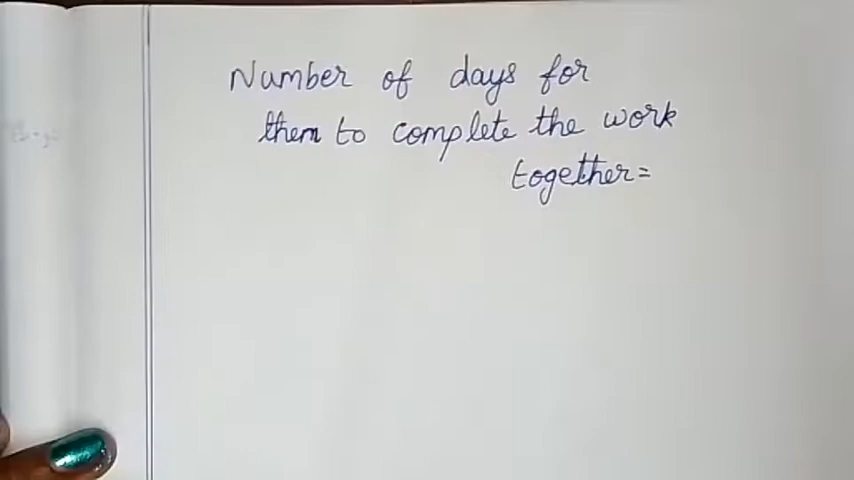 Number of days for
them to complete the work
together=